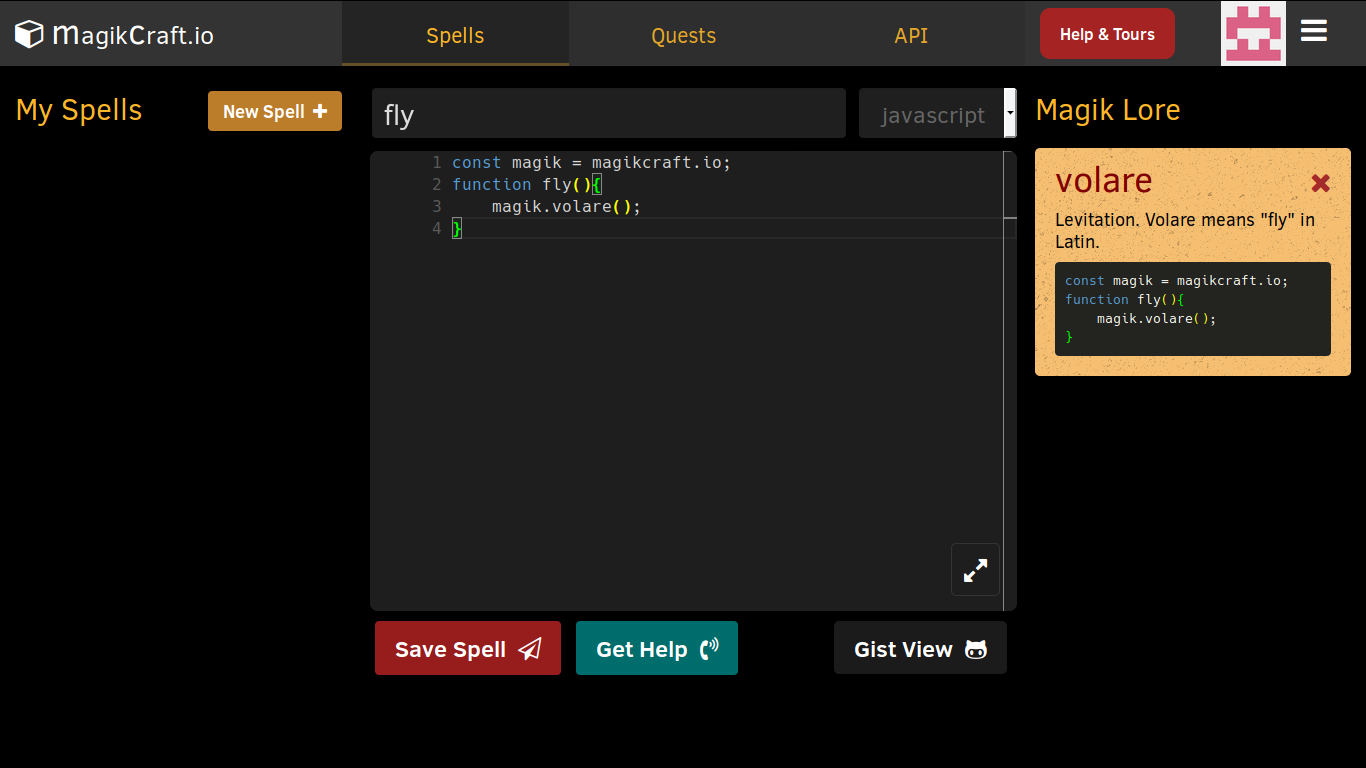 magikCraft.io
Spells
Quests
API
Help & Tours
My Spells
New Spell
fly
javascript
1 const magik = magikcraft.io;
2 function fly(){
3     magik.volare();
4 }
Save Spell
Get Help
Gist View
Magik Lore
volare
Levitation. Volare means "fly" in
Latin.
const magik = magikcraft.io;
function fly(){
    magik.volare();
}